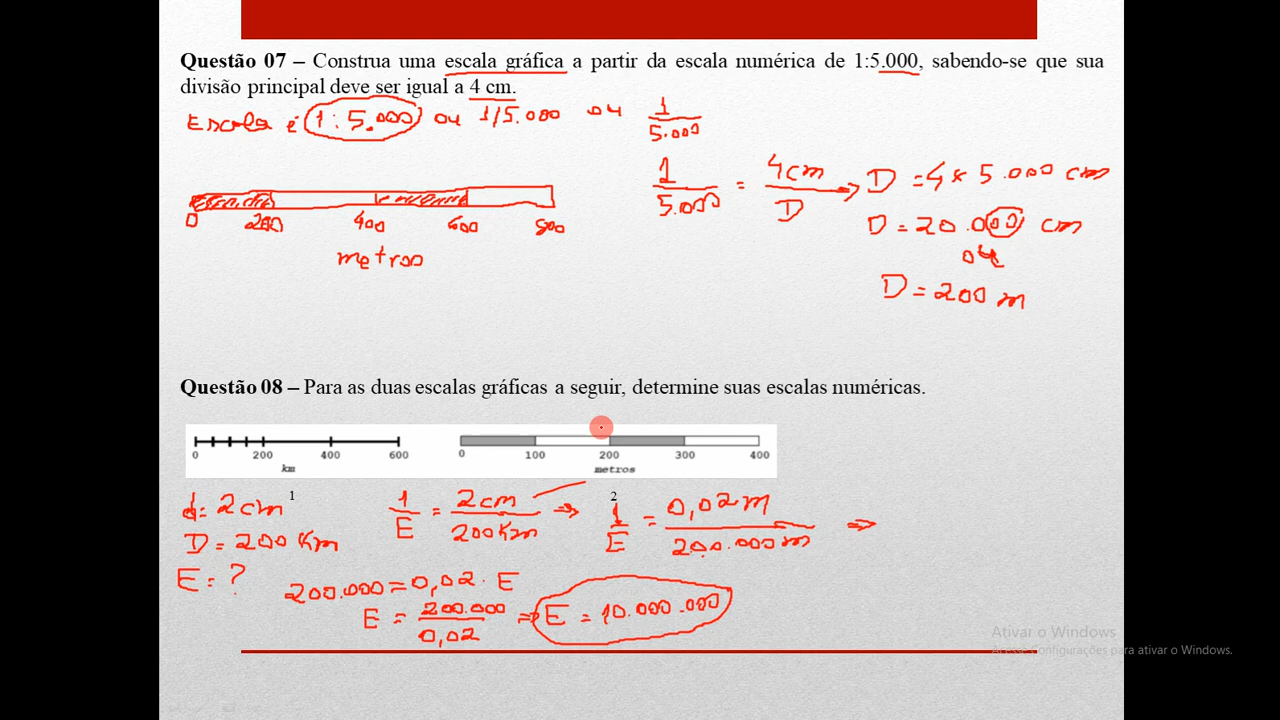 Questão 07 – Construa uma escala gráfica a partir da escala numérica de 1:5.000, sabendo-se que sua
divisão principal deve ser igual a 4 cm.
Escala é 1:5.000 ou 1/5.000 ou 1/5.000
1/5.000 = 4cm/D → D = 4 x 5.000 cm
D = 20.000 cm
ou
D = 200 m
0 200 400 600 800
metros
Questão 08 – Para as duas escalas gráficas a seguir, determine suas escalas numéricas.
0 200 400 600
km
0 100 200 300 400
metros
1
2
d = 2 cm
D = 200 Km
E = ?
1/E = 2cm/200Km ⇒ 1/E = 0,02m/200.000m ⇒
200.000 = 0,02 . E
E = 200.000/0,02 ⇒ E = 10.000.000
Ativar o Windows
Acesse Configurações para ativar o Windows.